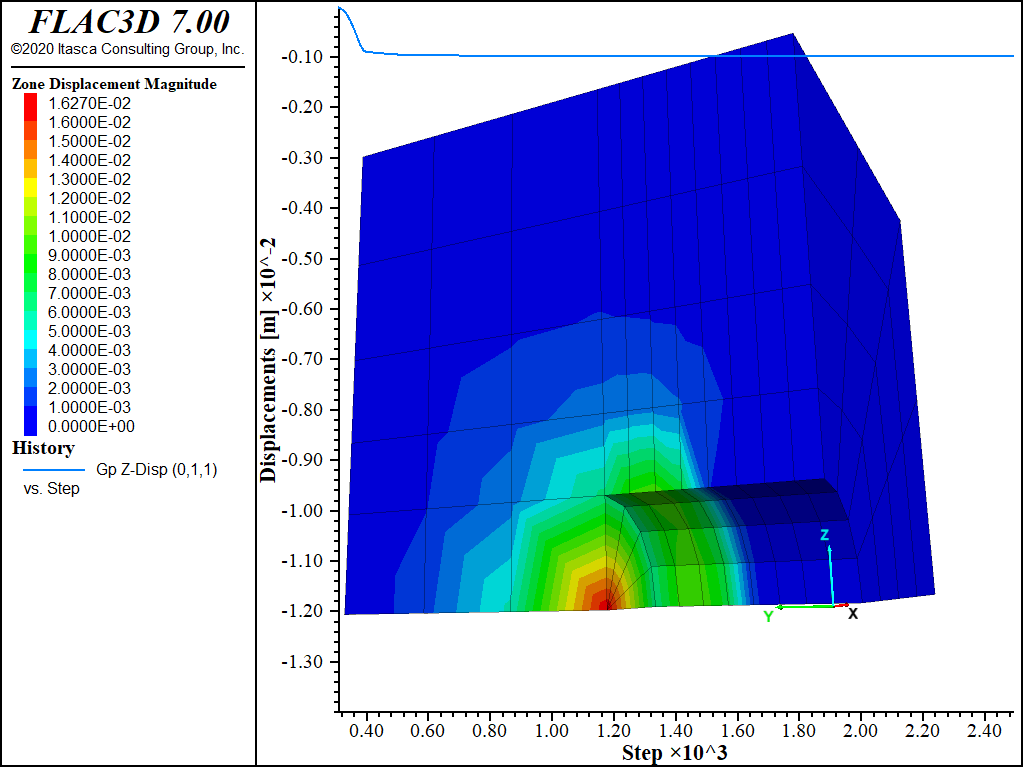 FLAC3D 7.00
©2020 Itasca Consulting Group, Inc.
Zone Displacement Magnitude
1.6270E-02
1.6000E-02
1.5000E-02
1.4000E-02
1.3000E-02
1.2000E-02
1.1000E-02
1.0000E-02
9.0000E-03
8.0000E-03
7.0000E-03
6.0000E-03
5.0000E-03
4.0000E-03
3.0000E-03
2.0000E-03
1.0000E-03
0.0000E+00
History
Gp Z-Disp (0,1,1)
vs. Step
Displacements [m] ×10^-2
-0.10
-0.20
-0.30
-0.40
-0.50
-0.60
-0.70
-0.80
-0.90
-1.00
-1.10
-1.20
-1.30
Z
Y
X
0.40 0.60 0.80 1.00 1.20 1.40 1.60 1.80 2.00 2.20 2.40
Step ×10^3